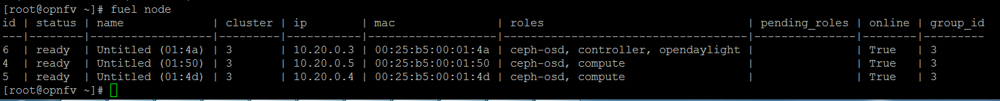 [root@opnfv ~]# fuel node
id | status | name             | cluster | ip        | mac               | roles                             | pending_roles | online | group_id
---|--------|------------------|---------|-----------|-------------------|-----------------------------------|---------------|--------|---------
6  | ready  | Untitled (01:4a) | 3       | 10.20.0.3 | 00:25:b5:00:01:4a | ceph-osd, controller, opendaylight |               | True   | 3
4  | ready  | Untitled (01:50) | 3       | 10.20.0.5 | 00:25:b5:00:01:50 | ceph-osd, compute                 |               | True   | 3
5  | ready  | Untitled (01:4d) | 3       | 10.20.0.4 | 00:25:b5:00:01:4d | ceph-osd, compute                 |               | True   | 3
[root@opnfv ~]#